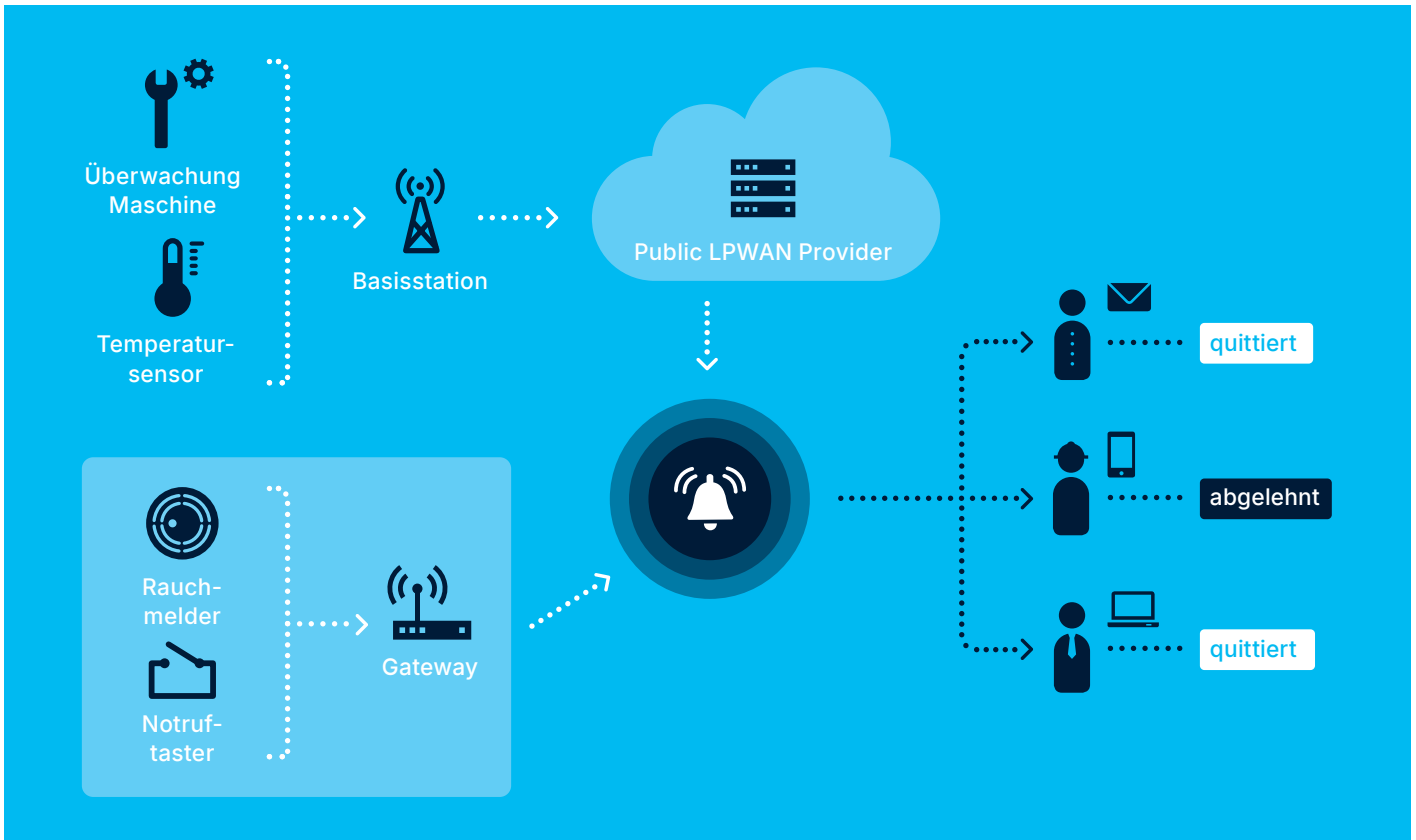 Überwachung
Maschine
Temperatur-
sensor
Basisstation
Public LPWAN Provider
Rauch-
melder
Notruf-
taster
Gateway
quittiert
abgelehnt
quittiert